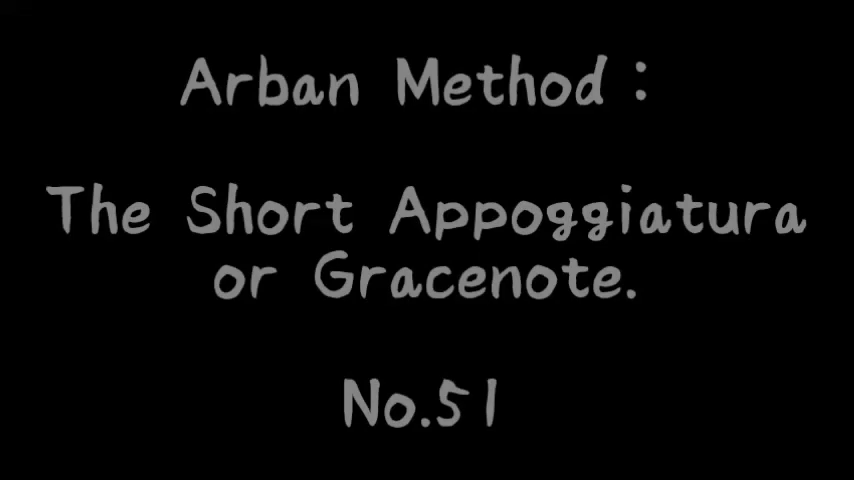 Arban Method :
The Short Appoggiatura
or Gracenote.
No.51